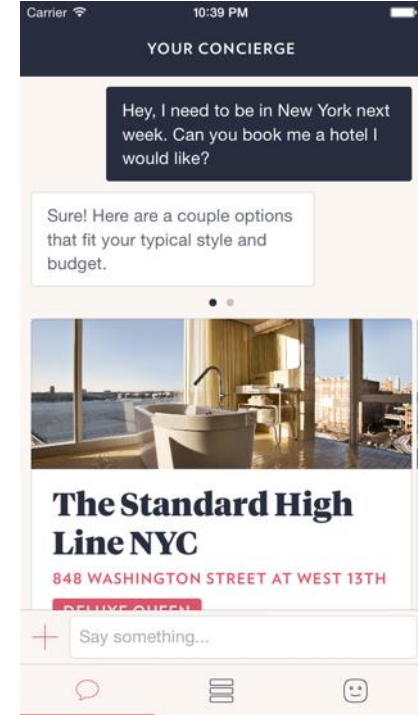 Carrier 10:39 PM
YOUR CONCIERGE
Hey, I need to be in New York next
week. Can you book me a hotel I
would like?
Sure! Here are a couple options
that fit your typical style and
budget.
The Standard High
Line NYC
848 WASHINGTON STREET AT WEST 13TH
DELUXE QUEEN
Say something...